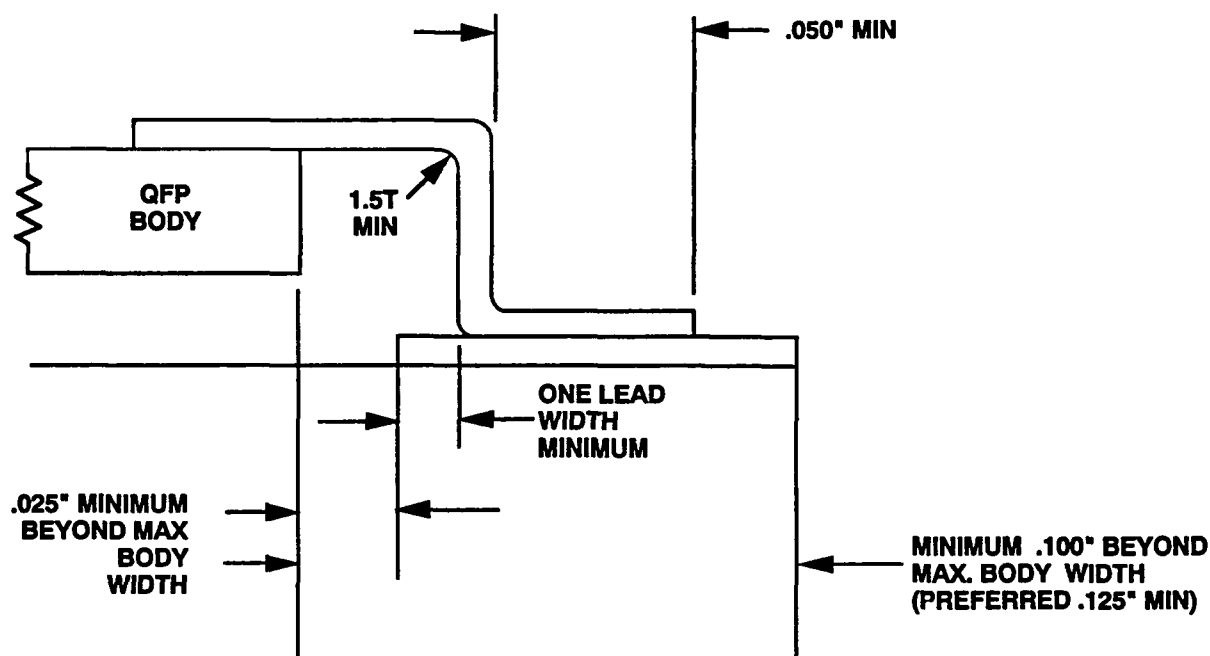 .050" MIN
QFP
BODY
1.5T
MIN
ONE LEAD
WIDTH
MINIMUM
.025" MINIMUM
BEYOND MAX
BODY
WIDTH
MINIMUM .100" BEYOND
MAX. BODY WIDTH
(PREFERRED .125" MIN)